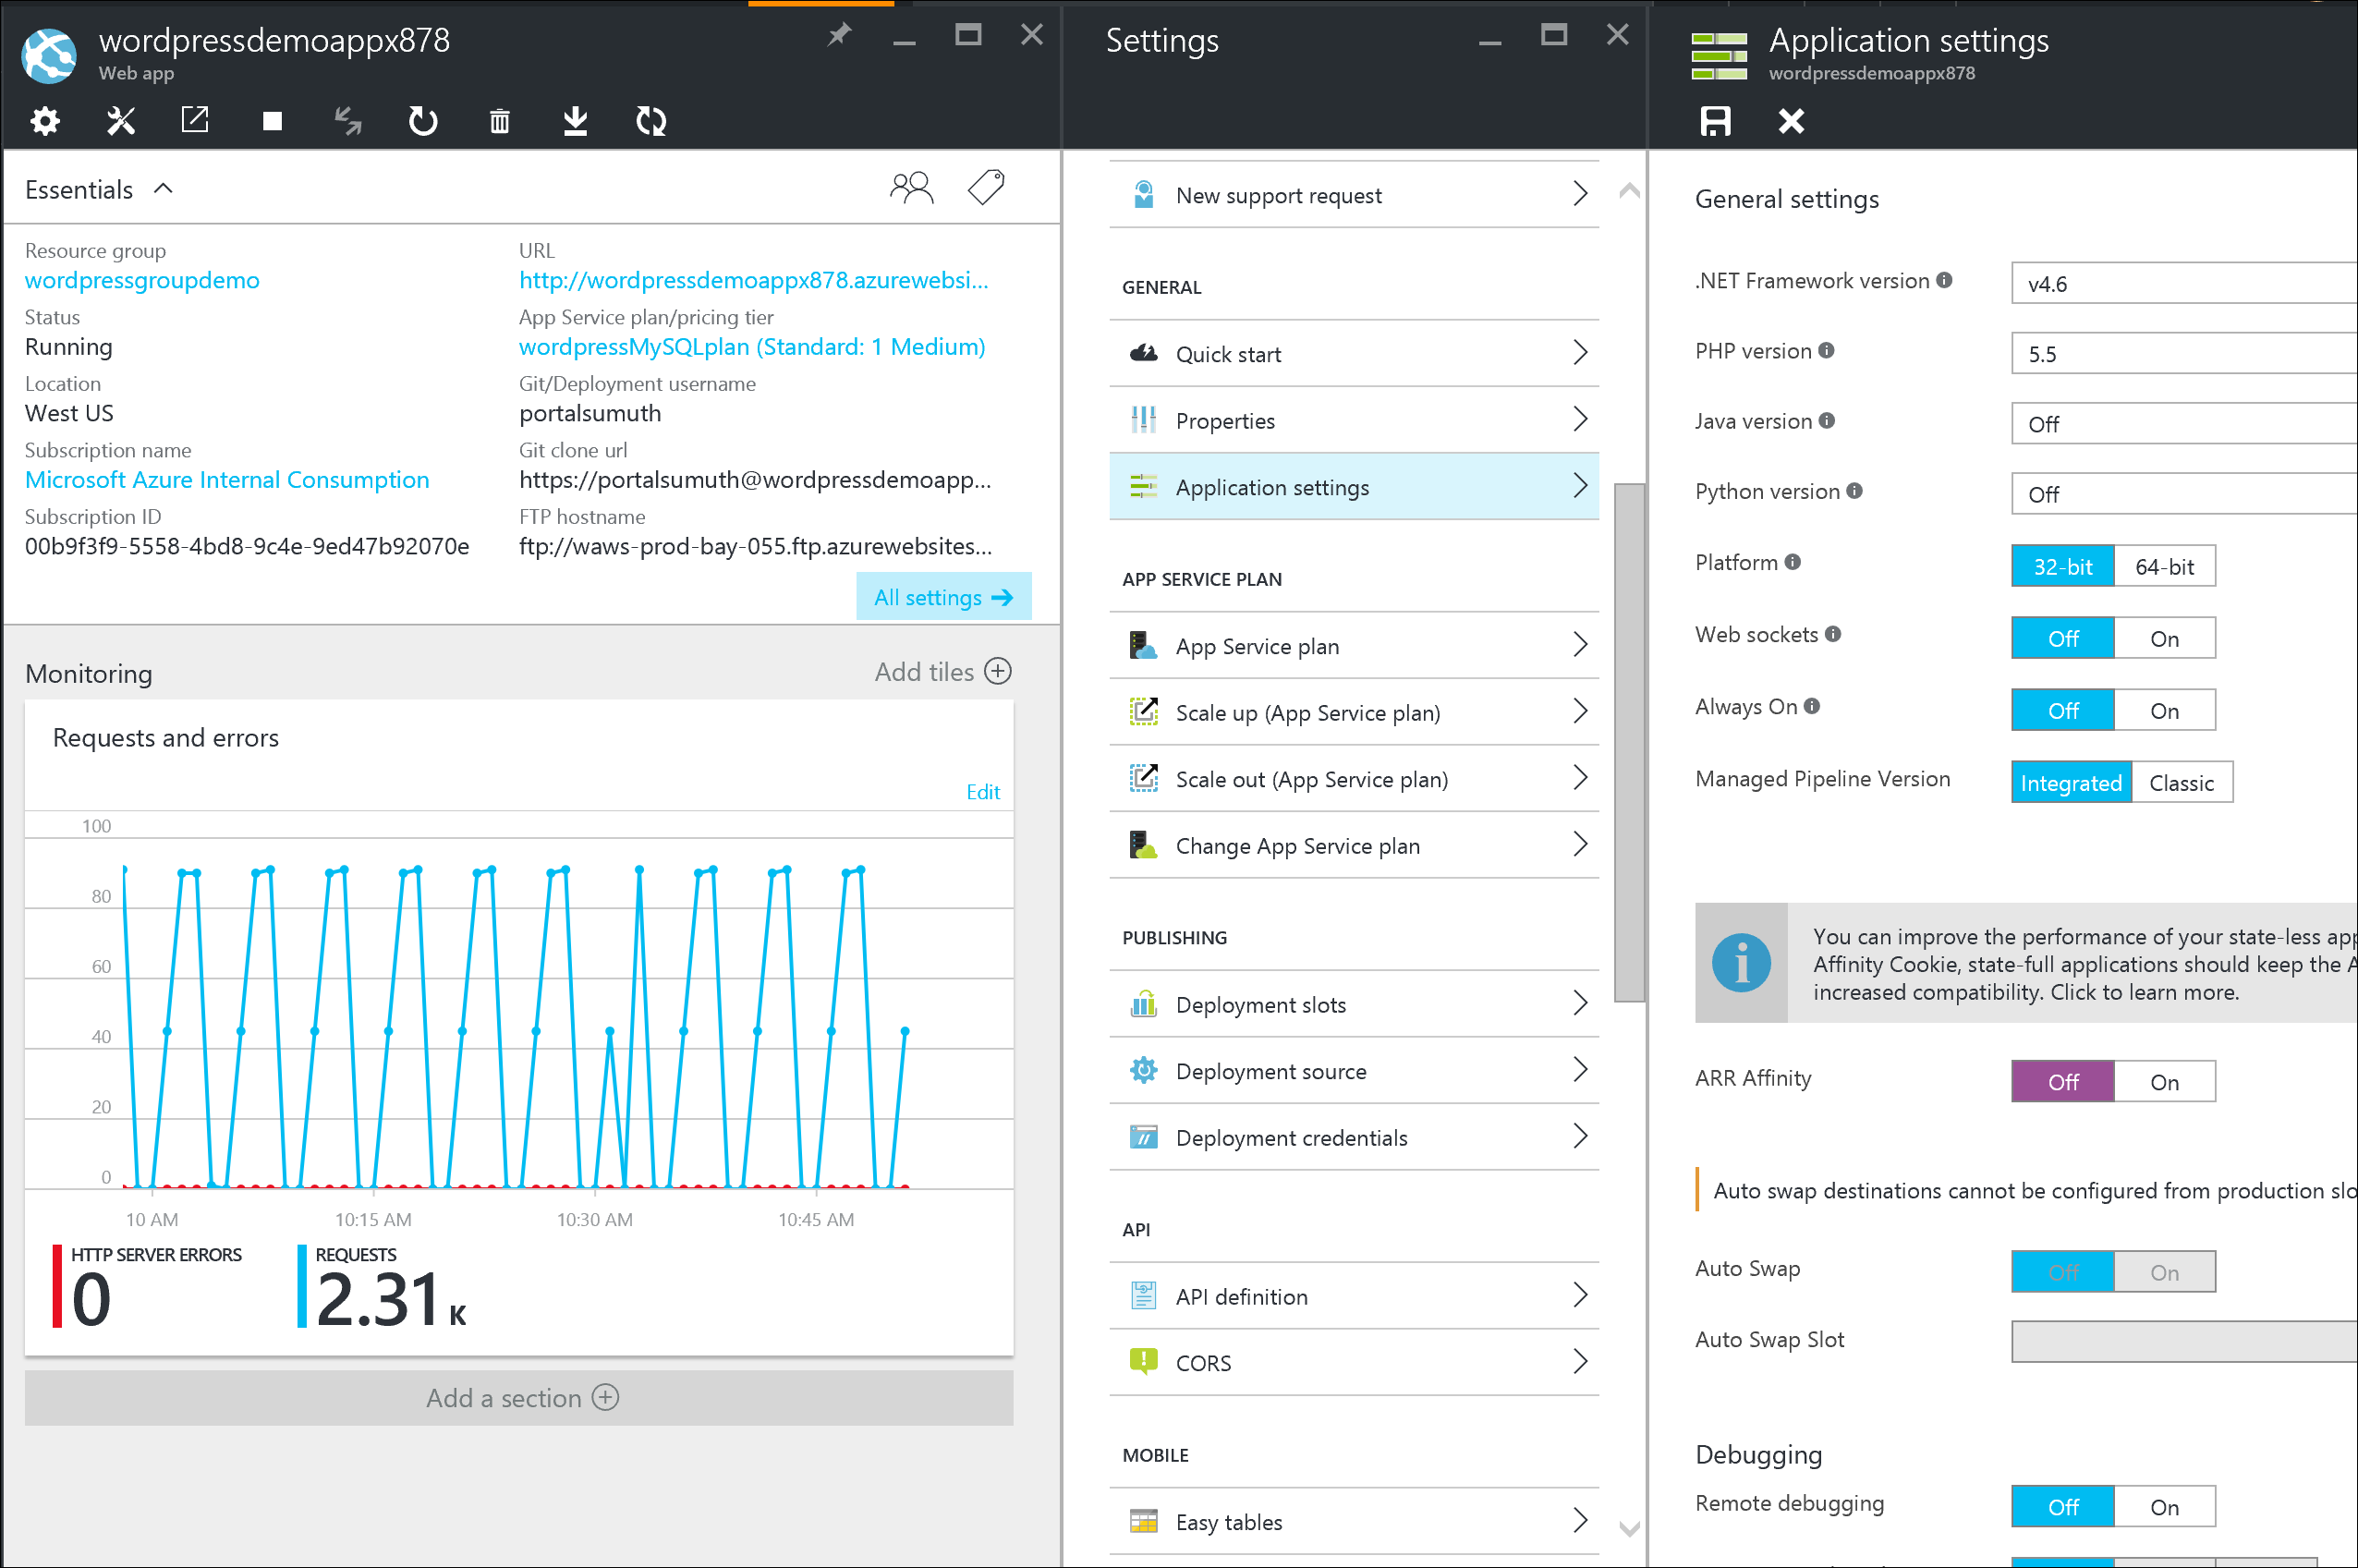 wordpressdemoappx878
Web app
Essentials
Resource group
wordpressgroupdemo
Status
Running
Location
West US
Subscription name
Microsoft Azure Internal Consumption
Subscription ID
00b9f3f9-5558-4bd8-9c4e-9ed47b92070e
URL
http://wordpressdemoappx878.azurewebsi...
App Service plan/pricing tier
wordpressMySQLplan (Standard: 1 Medium)
Git/Deployment username
portalsumuth
Git clone url
https://portalsumuth@wordpressdemoapp...
FTP hostname
ftp://waws-prod-bay-055.ftp.azurewebsites...
All settings
Monitoring
Add tiles
Requests and errors
Edit
100
80
60
40
20
0
10 AM 10:15 AM 10:30 AM 10:45 AM
HTTP SERVER ERRORS
0
REQUESTS
2.31 K
Add a section
Settings
New support request
GENERAL
Quick start
Properties
Application settings
APP SERVICE PLAN
App Service plan
Scale up (App Service plan)
Scale out (App Service plan)
Change App Service plan
PUBLISHING
Deployment slots
Deployment source
Deployment credentials
API
API definition
CORS
MOBILE
Easy tables
Application settings
wordpressdemoappx878
General settings
.NET Framework version v4.6
PHP version 5.5
Java version Off
Python version Off
Platform 32-bit 64-bit
Web sockets Off On
Always On Off On
Managed Pipeline Version Integrated Classic
You can improve the performance of your state-less app
Affinity Cookie, state-full applications should keep the A
increased compatibility. Click to learn more.
ARR Affinity Off On
Auto swap destinations cannot be configured from production slo
Auto Swap Off On
Auto Swap Slot
Debugging
Remote debugging Off On